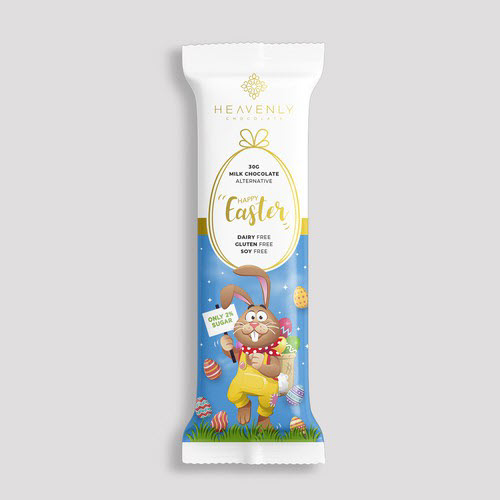 HEAVENLY
CHOCOLATE
30G
MILK CHOCOLATE
ALTERNATIVE
HAPPY
Easter
DAIRY FREE
GLUTEN FREE
SOY FREE
ONLY 2%
SUGAR